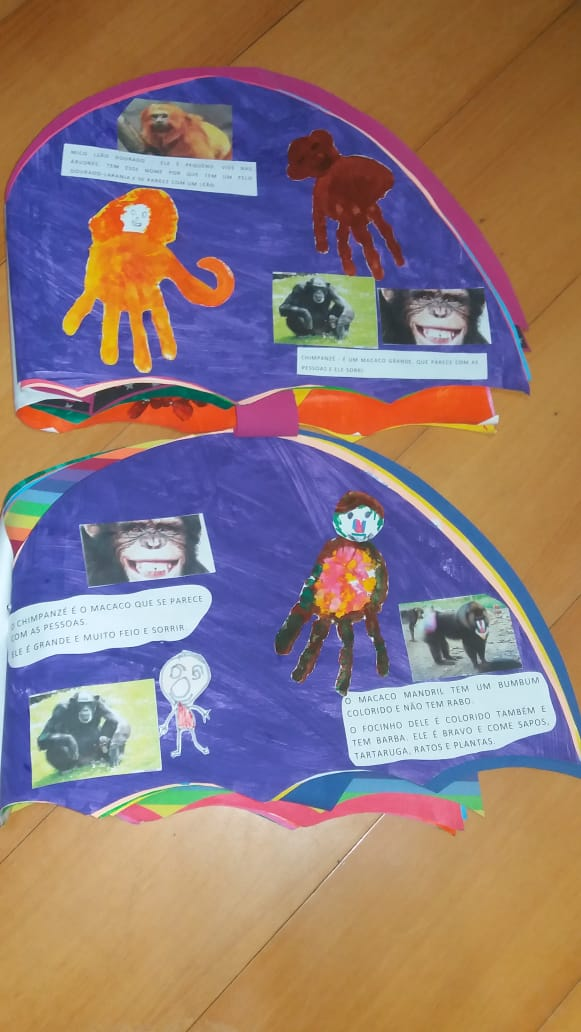 MICO LEÃO DOURADO ELE É PEQUENO, VIVE NAS
ÁRVORES. TEM ESSE NOME POR QUE TEM UM PELO
DOURADO-LARANJA E SE PARECE COM UM LEÃO.
CHIMPANZÉ - É UM MACACO GRANDE, QUE PARECE COM AS
PESSOAS E ELE SORRI.
O CHIMPANZÉ É O MACACO QUE SE PARECE
COM AS PESSOAS.
ELE É GRANDE E MUITO FEIO E SORRIR.
O MACACO MANDRIL TEM UM BUMBUM
COLORIDO E NÃO TEM RABO.
O FOCINHO DELE É COLORIDO TAMBÉM E
TEM BARBA. ELE É BRAVO E COME SAPOS,
TARTARUGA, RATOS E PLANTAS.